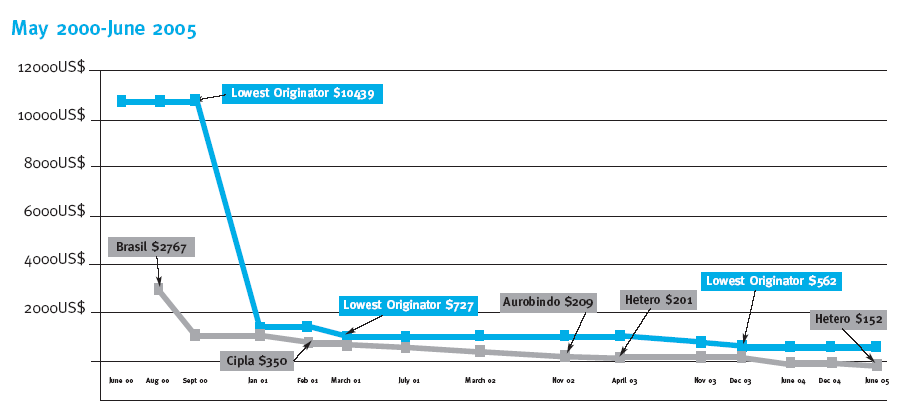 May 2000-June 2005
12000US$
10000US$
8000US$
6000US$
4000US$
2000US$
Lowest Originator $10439
Brasil $2767
Cipla $350
Lowest Originator $727
Aurobindo $209
Hetero $201
Lowest Originator $562
Hetero $152
June 00 Aug 00 Sept 00 Jan 01 Feb 01 March 01 July 01 March 02 Nov 02 April 03 Nov 03 Dec 03 June 04 Dec 04 June 05